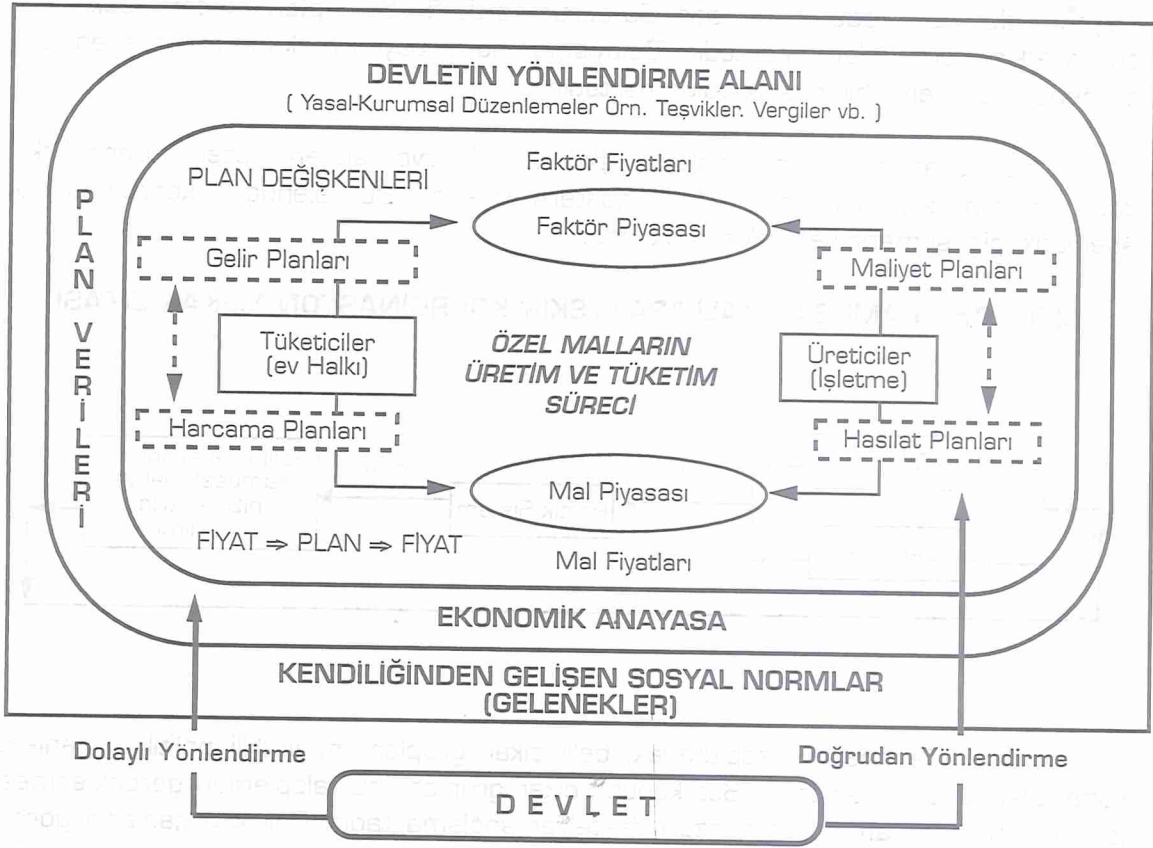 DEVLETİN YÖNLENDİRME ALANI
( Yasal-Kurumsal Düzenlemeler Örn. Teşvikler. Vergiler vb. )
PLAN VERİLERİ
PLAN DEĞİŞKENLERİ
Faktör Fiyatları
Faktör Piyasası
Gelir Planları
Maliyet Planları
Tüketiciler
(ev Halkı)
ÖZEL MALLARIN
ÜRETİM VE TÜKETİM
SÜRECİ
Üreticiler
(İşletme)
Harcama Planları
Hasılat Planları
Mal Piyasası
FİYAT ⇒ PLAN ⇒ FİYAT
Mal Fiyatları
EKONOMİK ANAYASA
KENDİLİĞİNDEN GELİŞEN SOSYAL NORMLAR
(GELENEKLER)
Dolaylı Yönlendirme
Doğrudan Yönlendirme
DEVLET